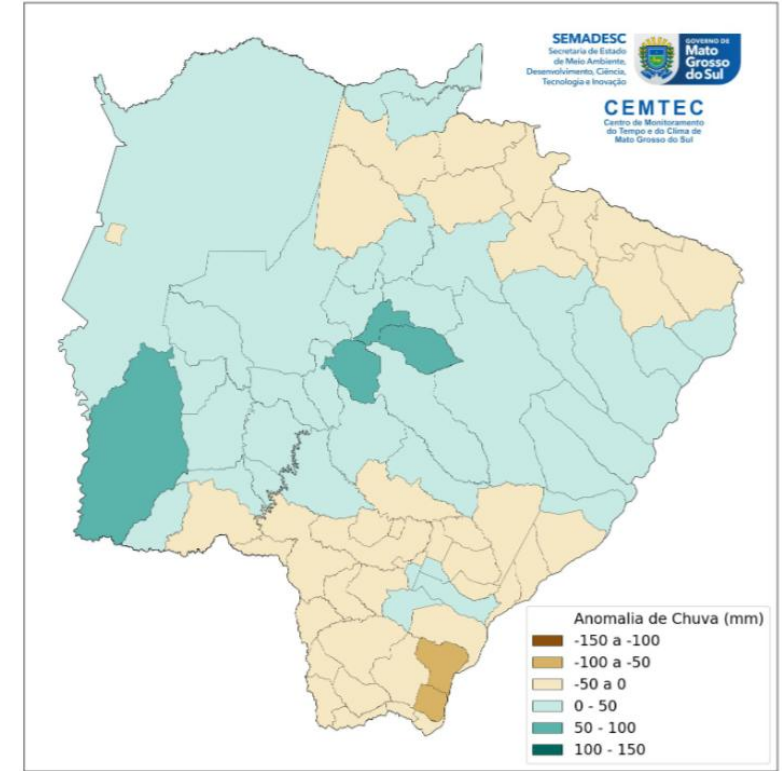 SEMADESC
Secretaria de Estado
de Meio Ambiente,
Desenvolvimento, Ciência,
Tecnologia e Inovação
GOVERNO DE
Mato
Grosso
do Sul
CEMTEC
Centro de Monitoramento
do Tempo e do Clima de
Mato Grosso do Sul
Anomalia de Chuva (mm)
-150 a -100
-100 a -50
-50 a 0
0 - 50
50 - 100
100 - 150